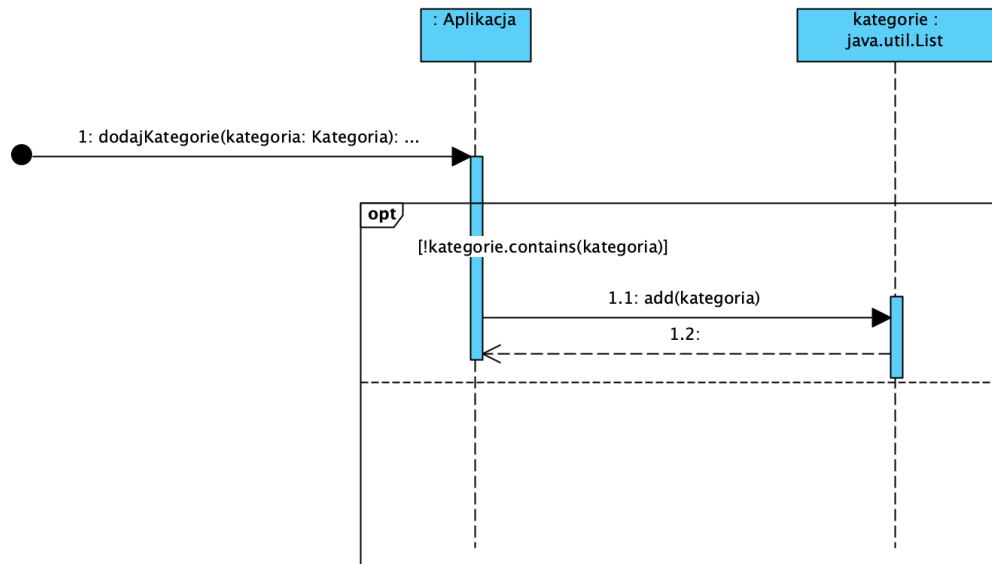 : Aplikacja
kategorie :
java.util.List
1: dodajKategorie(kategoria: Kategoria): ...
opt
[!kategorie.contains(kategoria)]
1.1: add(kategoria)
1.2: